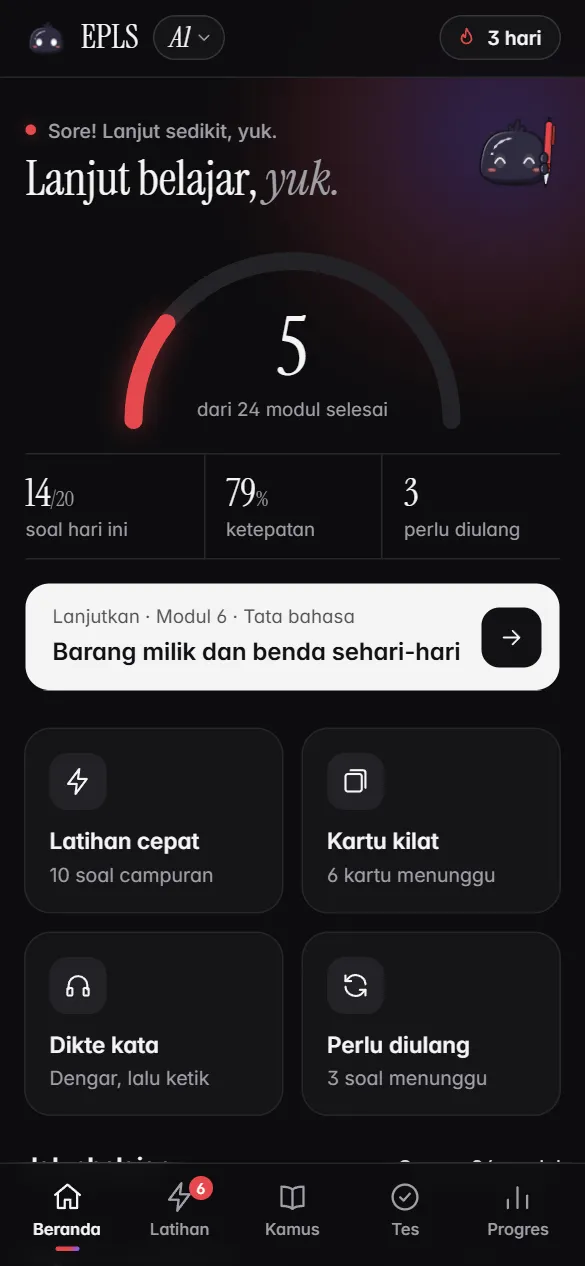 EPLS
A1
3 hari
Sore! Lanjut sedikit, yuk.
Lanjut belajar, yuk.
5
dari 24 modul selesai
14/20
soal hari ini
79%
ketepatan
3
perlu diulang
Lanjutkan · Modul 6 · Tata bahasa
Barang milik dan benda sehari-hari
Latihan cepat
10 soal campuran
Kartu kilat
6 kartu menunggu
Dikte kata
Dengar, lalu ketik
Perlu diulang
3 soal menunggu
6
Beranda
Latihan
Kamus
Tes
Progres